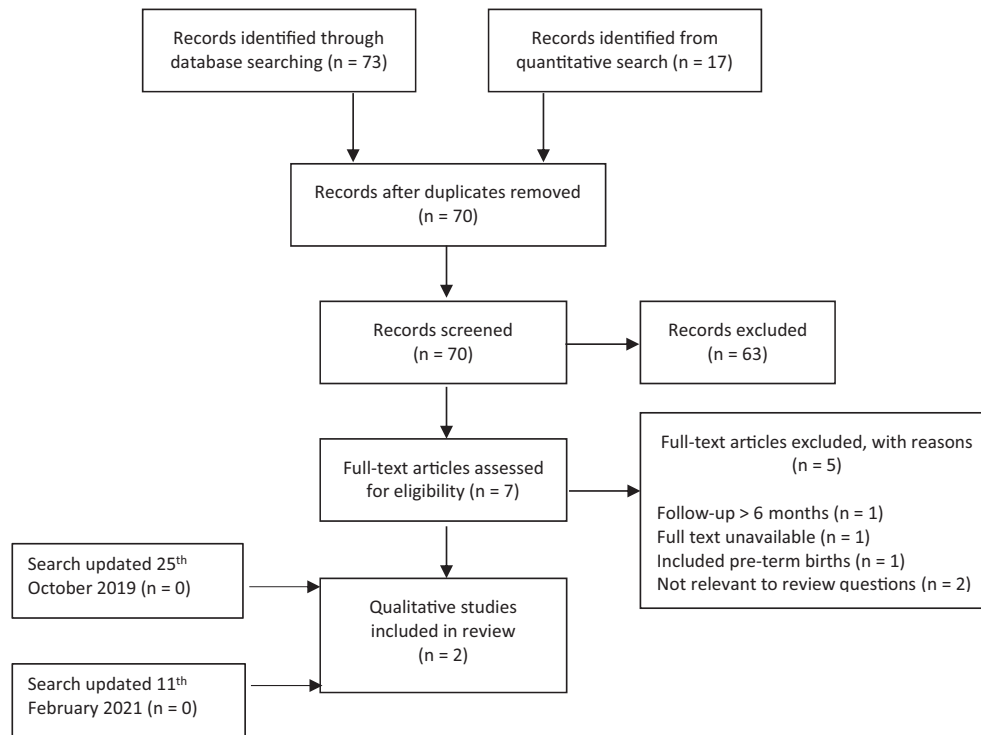 Records identified through
database searching (n = 73)
Records identified from
quantitative search (n = 17)
Records after duplicates removed
(n = 70)
Records screened
(n = 70)
Records excluded
(n = 63)
Full-text articles assessed
for eligibility (n = 7)
Full-text articles excluded, with reasons
(n = 5)
Follow-up > 6 months (n = 1)
Full text unavailable (n = 1)
Included pre-term births (n = 1)
Not relevant to review questions (n = 2)
Search updated 25th
October 2019 (n = 0)
Qualitative studies
included in review
(n = 2)
Search updated 11th
February 2021 (n = 0)